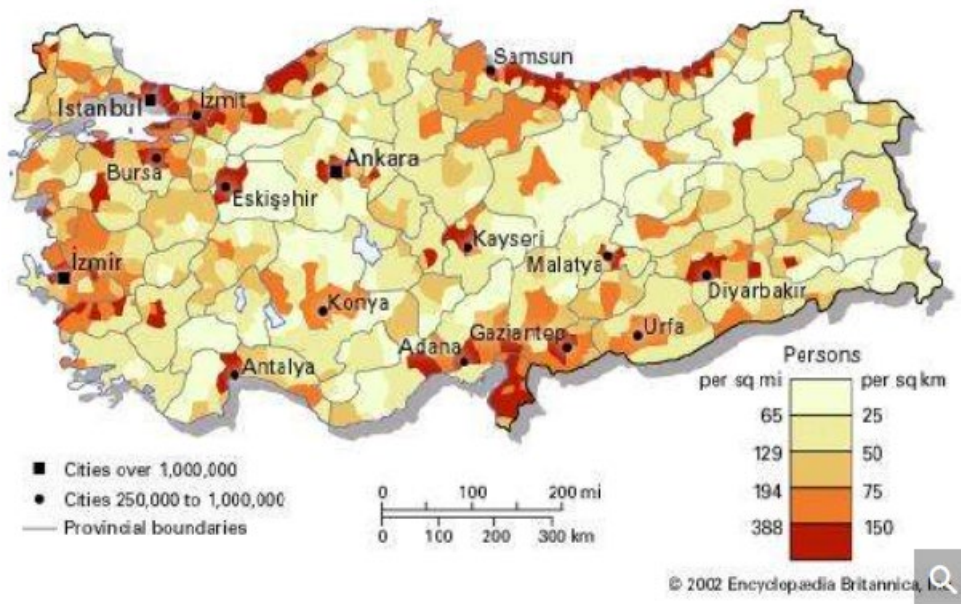 Samsun
Istanbul
İzmit
Bursa
Ankara
Eskişehir
Kayseri
İzmir
Malatya
Diyarbakır
Konya
Gaziantep
Urfa
Adana
Antalya
Persons
per sq mi per sq km
65 25
129 50
194 75
388 150
Cities over 1,000,000
Cities 250,000 to 1,000,000
Provincial boundaries
0 100 200 mi
0 100 200 300 km
© 2002 Encyclopædia Britannica,